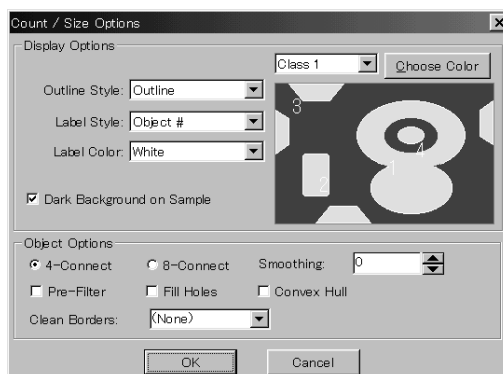 Count / Size Options
Display Options
Class 1
Choose Color
Outline Style: Outline
Label Style: Object #
Label Color: White
Dark Background on Sample
3
4
1
2
Object Options
4-Connect 8-Connect Smoothing: 0
Pre-Filter Fill Holes Convex Hull
Clean Borders: (None)
OK Cancel